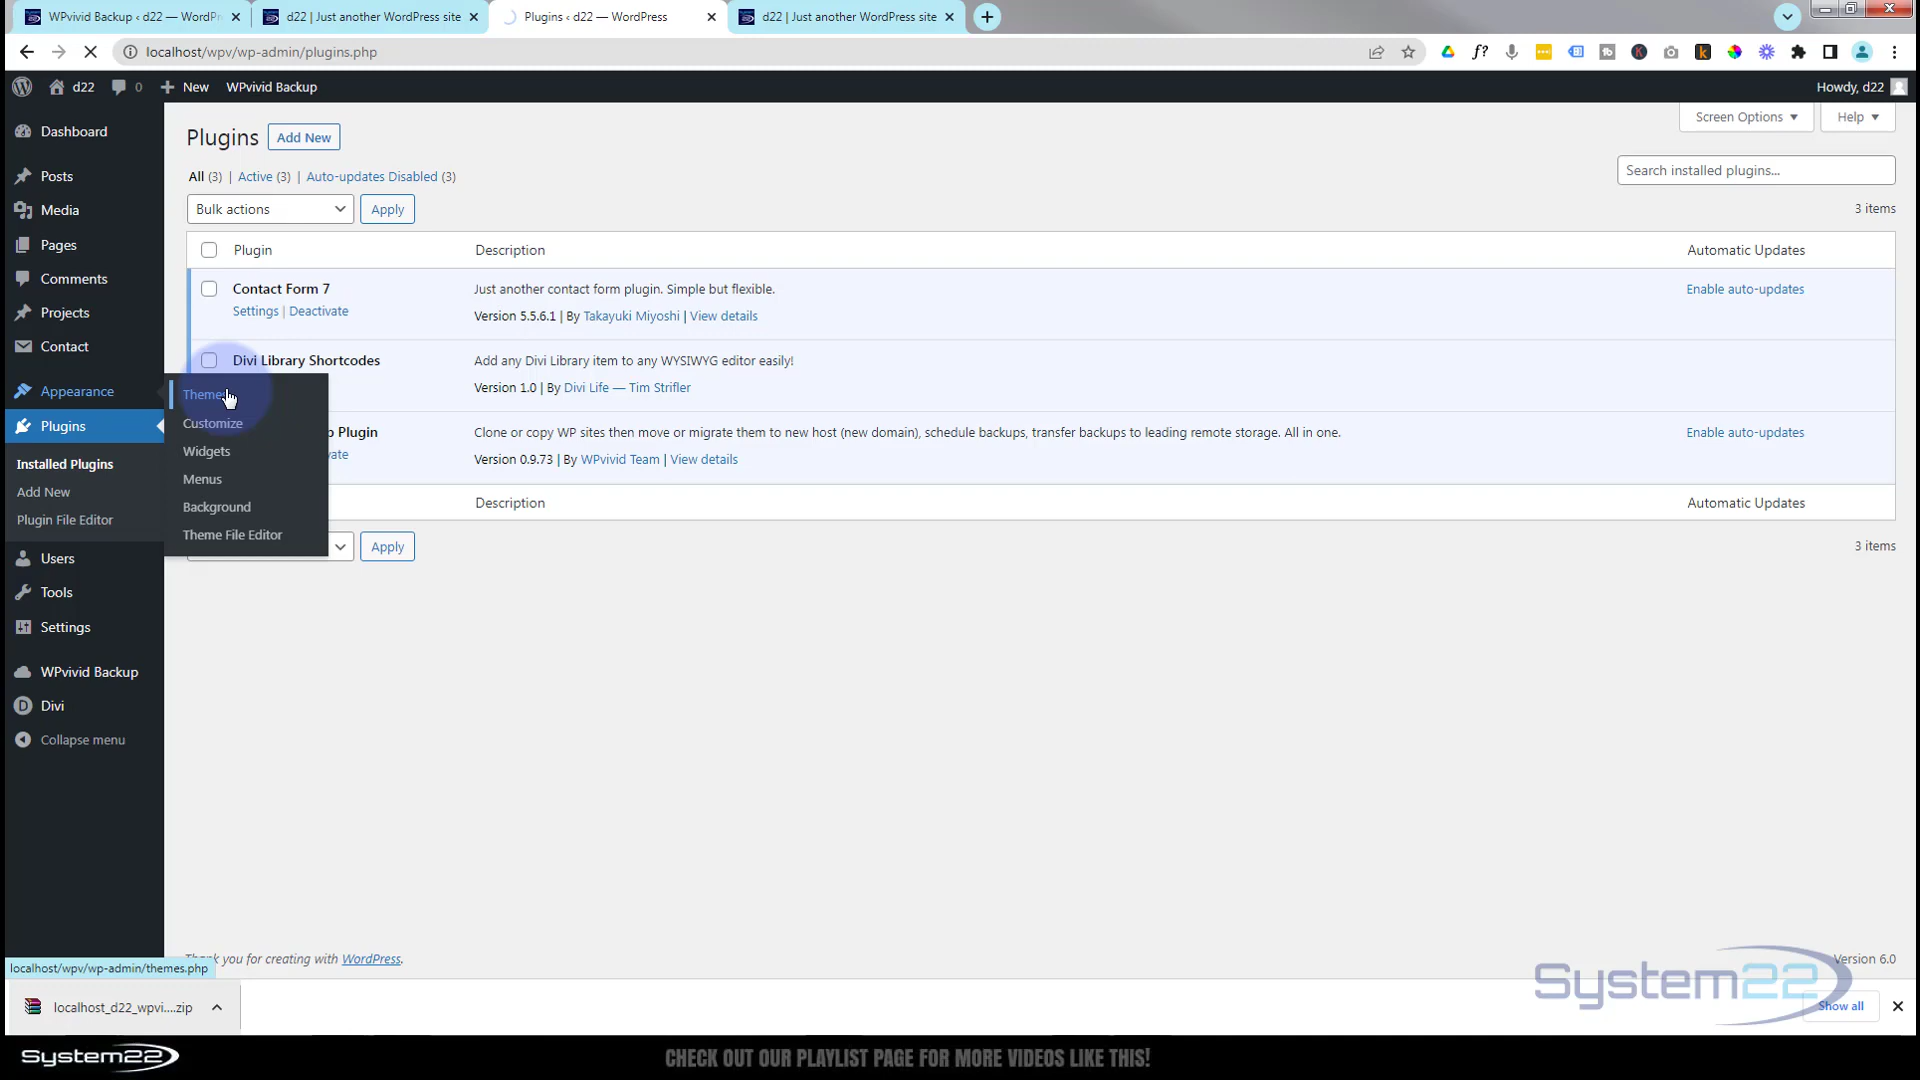 WPvivid Backup ‹ d22 — WordPr
d22 | Just another WordPress site
Plugins ‹ d22 — WordPress
d22 | Just another WordPress site
localhost/wpv/wp-admin/plugins.php
d22
0
New
WPvivid Backup
Howdy, d22
Dashboard
Posts
Media
Pages
Comments
Projects
Contact
Appearance
Plugins
Installed Plugins
Add New
Plugin File Editor
Users
Tools
Settings
WPvivid Backup
Divi
Collapse menu
Themes
Customize
Widgets
Menus
Background
Theme File Editor
Plugins
Add New
Screen Options
Help
All (3) | Active (3) | Auto-updates Disabled (3)
Search installed plugins...
Bulk actions
Apply
3 items
Plugin
Description
Automatic Updates
Contact Form 7
Settings | Deactivate
Just another contact form plugin. Simple but flexible.
Version 5.5.6.1 | By Takayuki Miyoshi | View details
Enable auto-updates
Divi Library Shortcodes
Add any Divi Library item to any WYSIWYG editor easily!
Version 1.0 | By Divi Life — Tim Strifler
p Plugin
vate
Clone or copy WP sites then move or migrate them to new host (new domain), schedule backups, transfer backups to leading remote storage. All in one.
Version 0.9.73 | By WPvivid Team | View details
Enable auto-updates
Description
Automatic Updates
Apply
3 items
Thank you for creating with WordPress.
Version 6.0
localhost/wpv/wp-admin/themes.php
localhost_d22_wpvi....zip
System22
Show all
System22
CHECK OUT OUR PLAYLIST PAGE FOR MORE VIDEOS LIKE THIS!